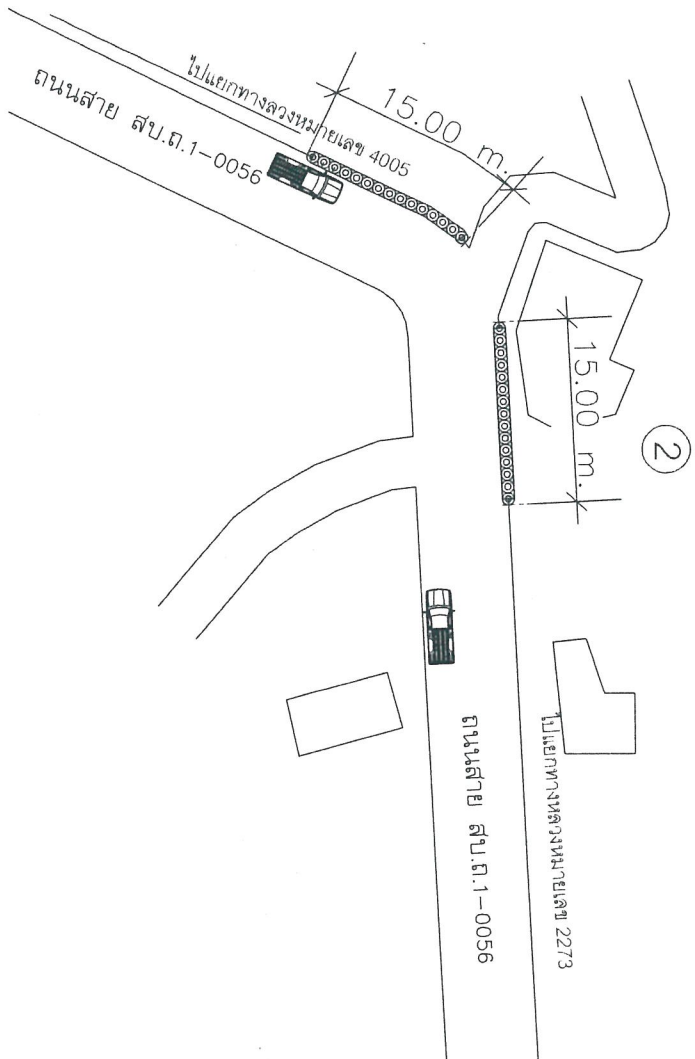 ไปแยกทางลวงหมายเลข 4005
15.00 m.
ถนนสาย สบ.ถ.1-0056
15.00 m.
2
ไปแยกทางหลวงหมายเลข 2273
ถนนสาย สบ.ถ.1-0056